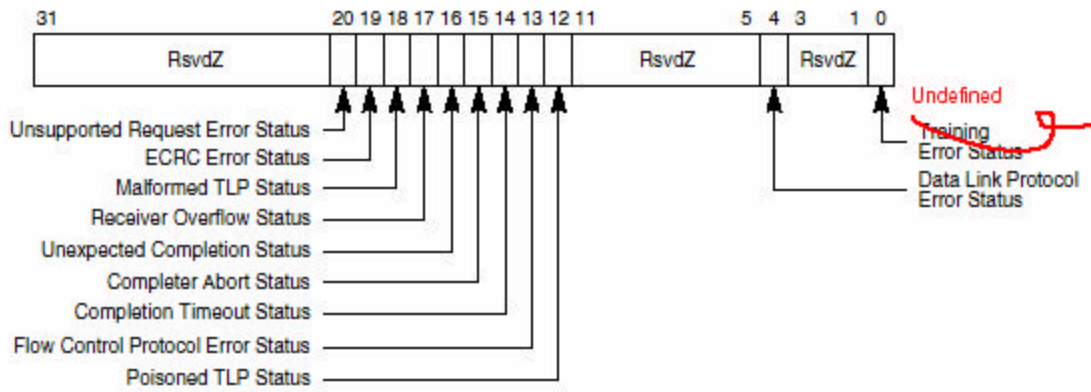 31 20 19 18 17 16 15 14 13 12 11 5 4 3 1 0
RsvdZ RsvdZ RsvdZ
Undefined
Unsupported Request Error Status
Training
Error Status
ECRC Error Status
Malformed TLP Status
Data Link Protocol
Error Status
Receiver Overflow Status
Unexpected Completion Status
Completer Abort Status
Completion Timeout Status
Flow Control Protocol Error Status
Poisoned TLP Status